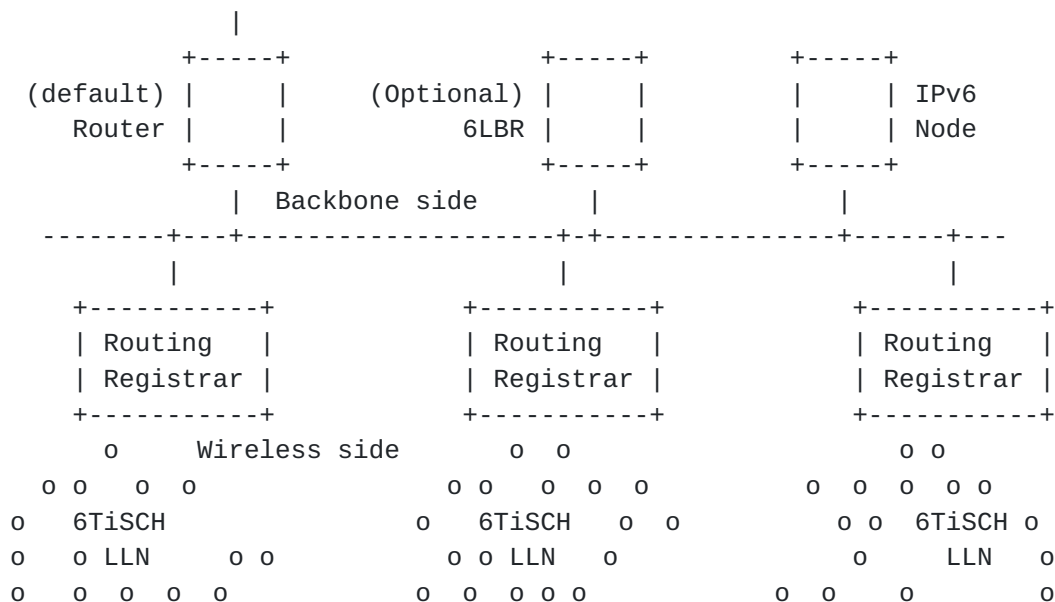 (default) (Optional) IPv6
Router 6LBR Node
Backbone side
Routing Routing Routing
Registrar Registrar Registrar
o Wireless side o o o o
o o o o o o o o o o o o o o
o 6TiSCH o 6TiSCH o o o o 6TiSCH o
o o LLN o o o o LLN o o LLN o
o o o o o o o o o o o o o o o